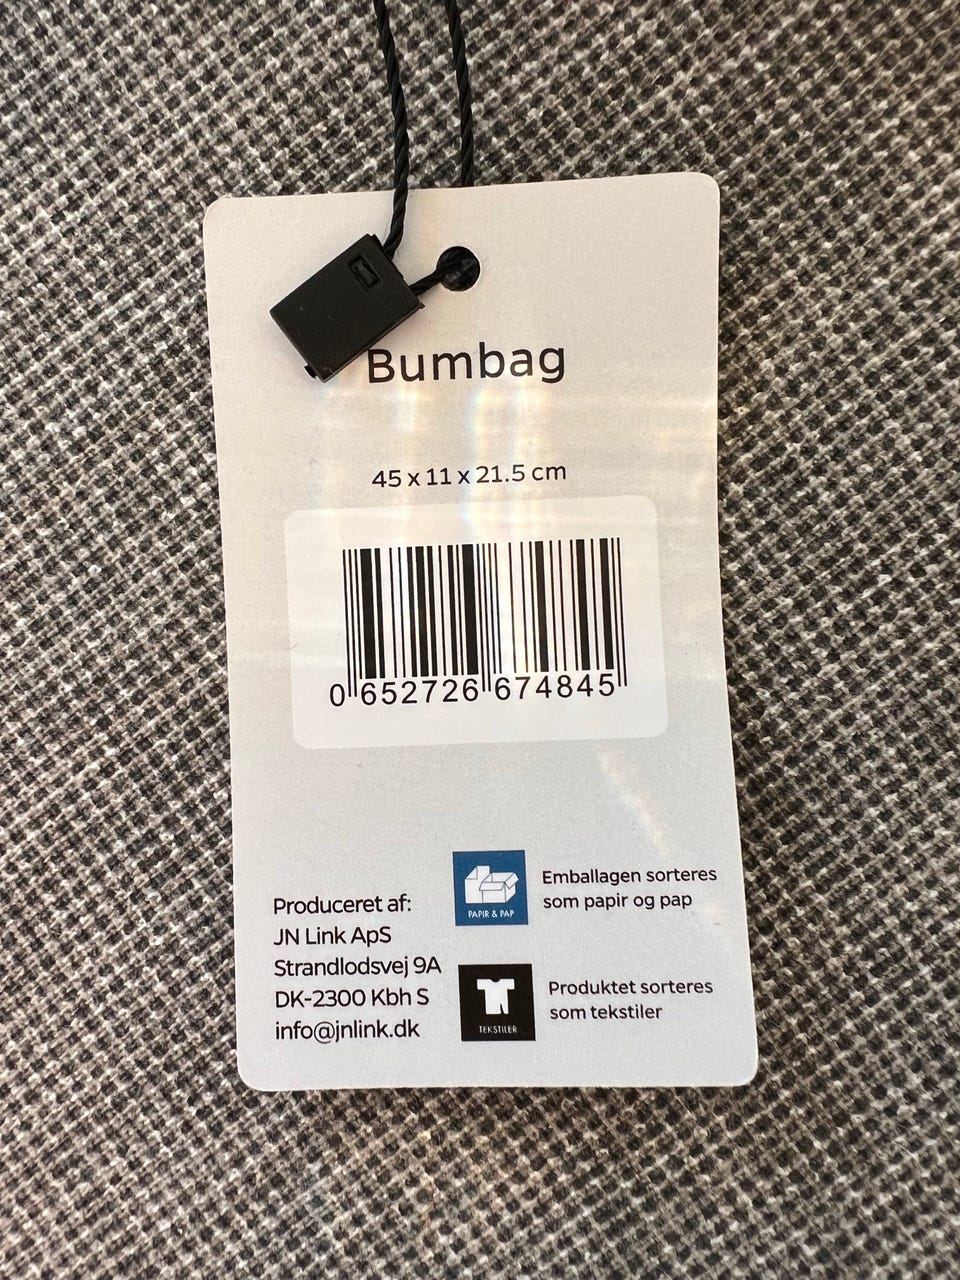 Bumbag
45 x 11 x 21.5 cm
0 652726 674845
Produceret af:
JN Link ApS
Strandlodsvej 9A
DK-2300 Kbh S
info@jnlink.dk
PAPIR & PAP
Emballagen sorteres
som papir og pap
TEKSTILER
Produktet sorteres
som tekstiler